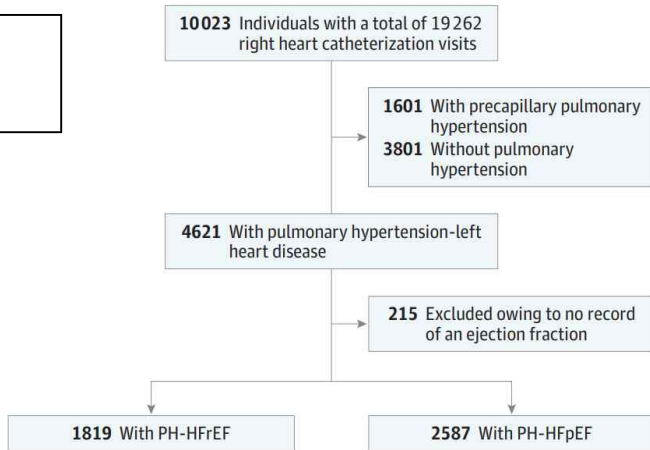 10023 Individuals with a total of 19262
right heart catheterization visits
1601 With precapillary pulmonary
hypertension
3801 Without pulmonary
hypertension
4621 With pulmonary hypertension-left
heart disease
215 Excluded owing to no record
of an ejection fraction
1819 With PH-HFrEF
2587 With PH-HFpEF